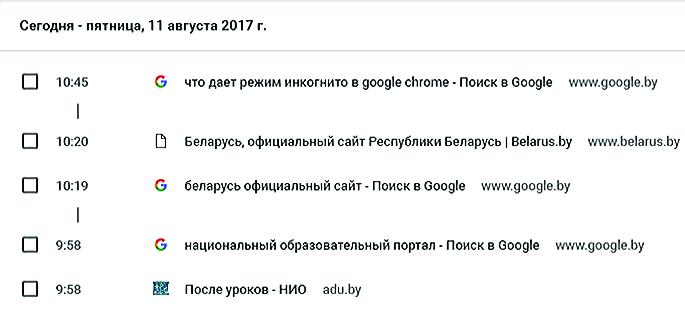 Сегодня - пятница, 11 августа 2017 г.
10:45 что дает режим инкогнито в google chrome - Поиск в Google www.google.by
10:20 Беларусь, официальный сайт Республики Беларусь | Belarus.by www.belarus.by
10:19 беларусь официальный сайт - Поиск в Google www.google.by
9:58 национальный образовательный портал - Поиск в Google www.google.by
9:58 После уроков - НИО adu.by